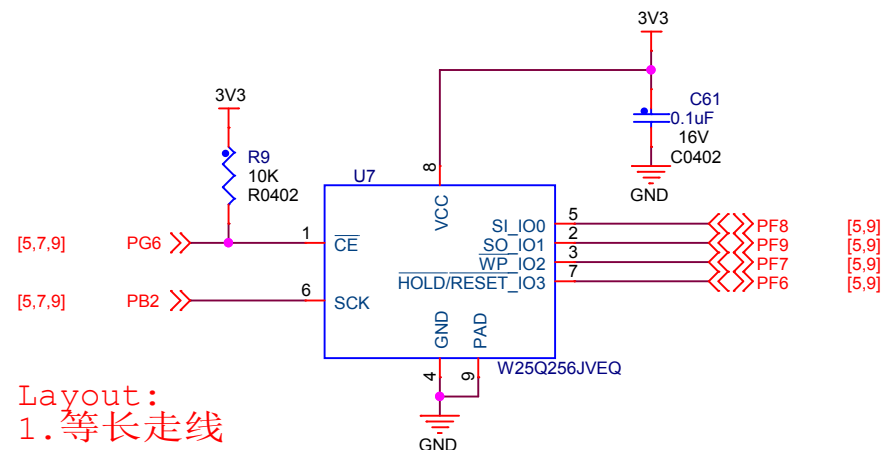 3V3
3V3
C61
0.1uF
16V
C0402
GND
R9
10K
R0402
U7
8
VCC
[5,7,9] PG6 1 CE
[5,7,9] PB2 6 SCK
SI_IO0 5 PF8 [5,9]
SO_IO1 2 PF9 [5,9]
WP_IO2 3 PF7 [5,9]
HOLD/RESET_IO3 7 PF6 [5,9]
GND PAD
4 9
W25Q256JVEQ
GND
Layout:
1.等长走线